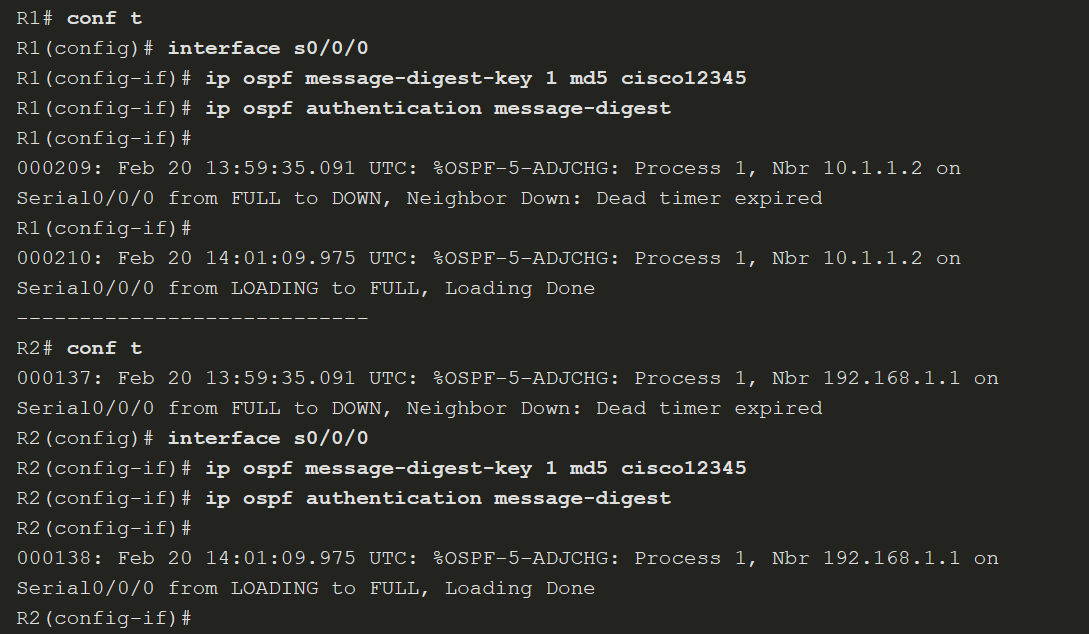 R1# conf t
R1(config)# interface s0/0/0
R1(config-if)# ip ospf message-digest-key 1 md5 cisco12345
R1(config-if)# ip ospf authentication message-digest
R1(config-if)#
000209: Feb 20 13:59:35.091 UTC: %OSPF-5-ADJCHG: Process 1, Nbr 10.1.1.2 on
Serial0/0/0 from FULL to DOWN, Neighbor Down: Dead timer expired
R1(config-if)#
000210: Feb 20 14:01:09.975 UTC: %OSPF-5-ADJCHG: Process 1, Nbr 10.1.1.2 on
Serial0/0/0 from LOADING to FULL, Loading Done
----------------------------
R2# conf t
000137: Feb 20 13:59:35.091 UTC: %OSPF-5-ADJCHG: Process 1, Nbr 192.168.1.1 on
Serial0/0/0 from FULL to DOWN, Neighbor Down: Dead timer expired
R2(config)# interface s0/0/0
R2(config-if)# ip ospf message-digest-key 1 md5 cisco12345
R2(config-if)# ip ospf authentication message-digest
R2(config-if)#
000138: Feb 20 14:01:09.975 UTC: %OSPF-5-ADJCHG: Process 1, Nbr 192.168.1.1 on
Serial0/0/0 from LOADING to FULL, Loading Done
R2(config-if)#